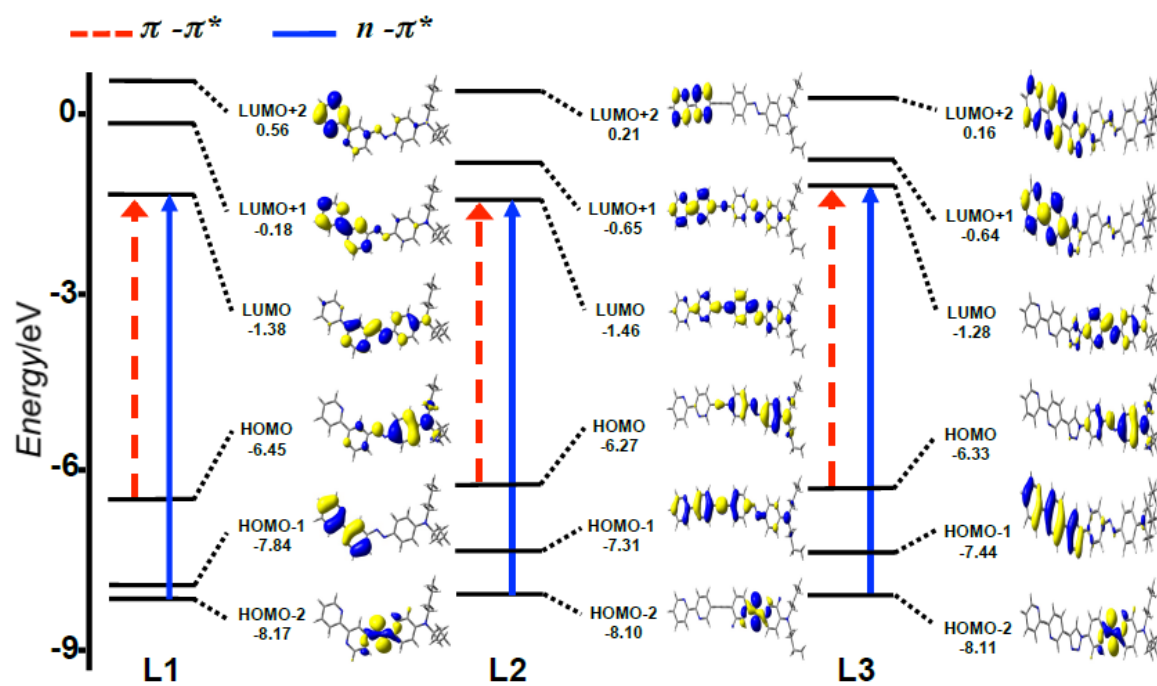 π -π* n -π*
Energy/eV
0
-3
-6
-9
LUMO+2
0.56
LUMO+1
-0.18
LUMO
-1.38
HOMO
-6.45
HOMO-1
-7.84
HOMO-2
-8.17
L1
LUMO+2
0.21
LUMO+1
-0.65
LUMO
-1.46
HOMO
-6.27
HOMO-1
-7.31
HOMO-2
-8.10
L2
LUMO+2
0.16
LUMO+1
-0.64
LUMO
-1.28
HOMO
-6.33
HOMO-1
-7.44
HOMO-2
-8.11
L3